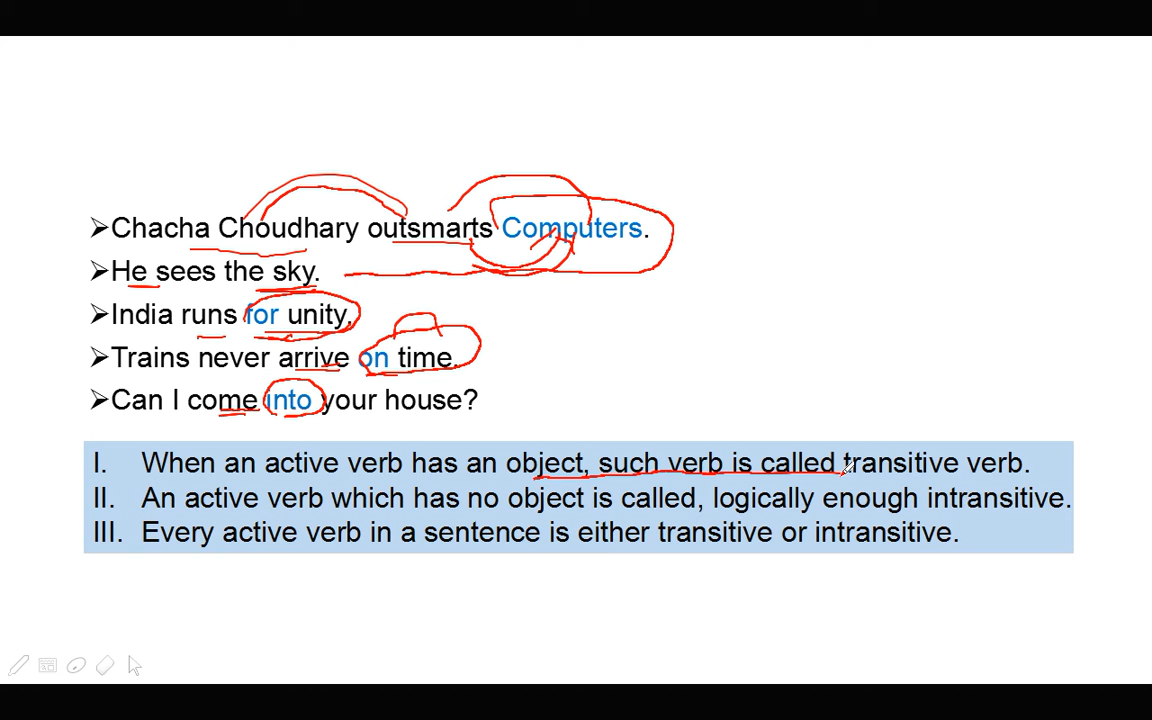 ➢Chacha Choudhary outsmarts Computers.
➢He sees the sky.
➢India runs for unity.
➢Trains never arrive on time.
➢Can I come into your house?
I. When an active verb has an object, such verb is called transitive verb.
II. An active verb which has no object is called, logically enough intransitive.
III. Every active verb in a sentence is either transitive or intransitive.